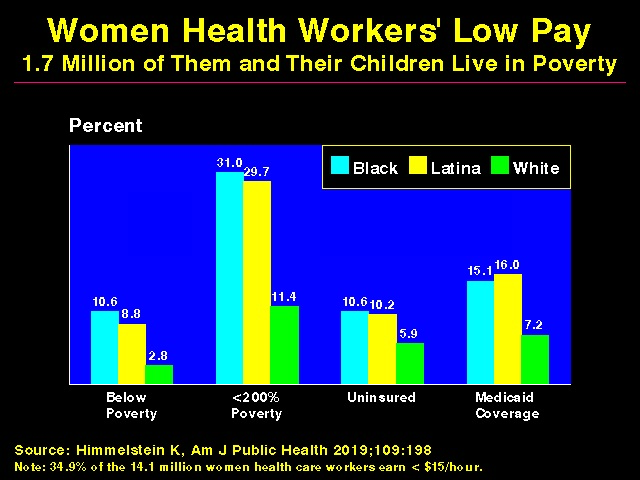 Women Health Workers' Low Pay
1.7 Million of Them and Their Children Live in Poverty
Percent
Black Latina White
31.0 29.7 11.4
10.6 8.8 2.8
10.6 10.2 5.9
15.1 16.0 7.2
Below Poverty
<200% Poverty
Uninsured
Medicaid Coverage
Source: Himmelstein K, Am J Public Health 2019;109:198
Note: 34.9% of the 14.1 million women health care workers earn < $15/hour.